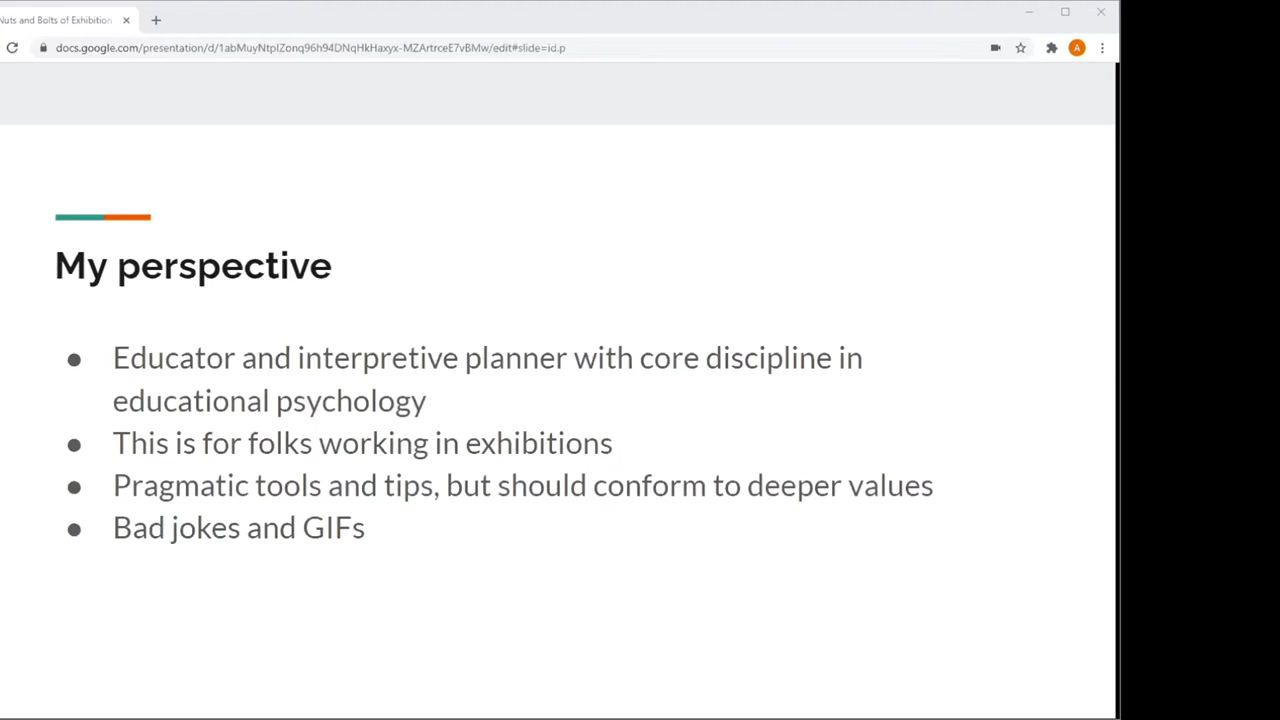 Nuts and Bolts of Exhibition
docs.google.com/presentation/d/1abMuyNtpIZonq96h94DNqHkHaxyx-MZArtrceE7vBMw/edit#slide=id.p
A
My perspective
● Educator and interpretive planner with core discipline in
educational psychology
● This is for folks working in exhibitions
● Pragmatic tools and tips, but should conform to deeper values
● Bad jokes and GIFs